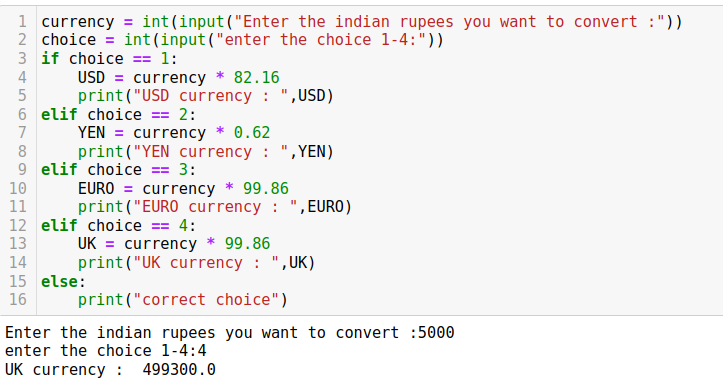 1 currency = int(input("Enter the indian rupees you want to convert :"))
2 choice = int(input("enter the choice 1-4:"))
3 if choice == 1:
4     USD = currency * 82.16
5     print("USD currency : ",USD)
6 elif choice == 2:
7     YEN = currency * 0.62
8     print("YEN currency : ",YEN)
9 elif choice == 3:
10     EURO = currency * 99.86
11     print("EURO currency : ",EURO)
12 elif choice == 4:
13     UK = currency * 99.86
14     print("UK currency : ",UK)
15 else:
16     print("correct choice")
Enter the indian rupees you want to convert :5000
enter the choice 1-4:4
UK currency :  499300.0